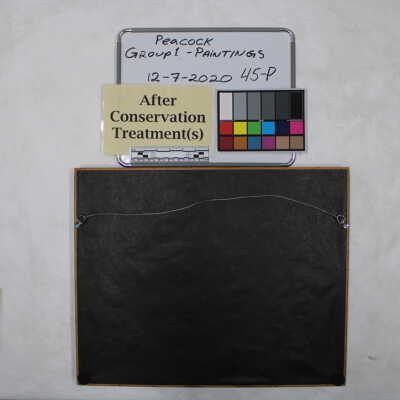 Peacock
Group 1 - Paintings
12-7-2020 45-P
After
Conservation
Treatment(s)